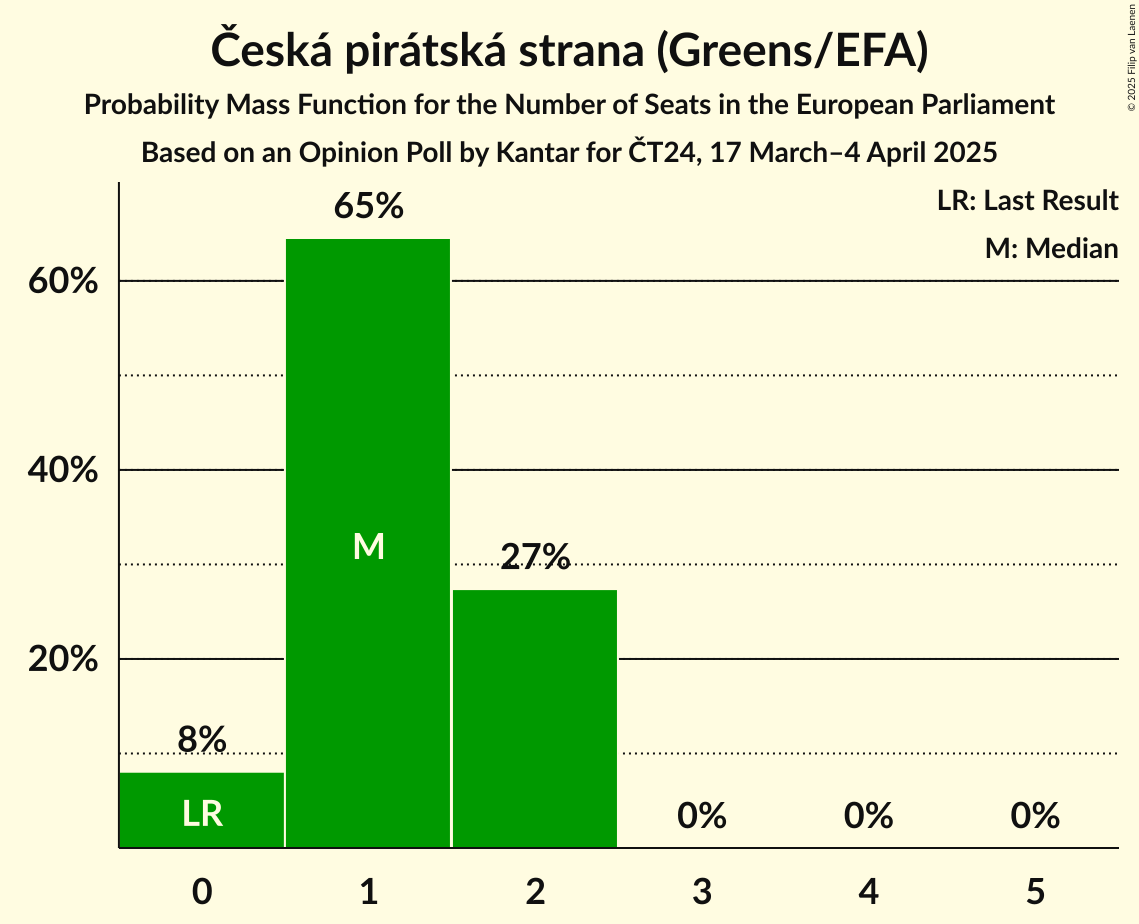 Česká pirátská strana (Greens/EFA)
Probability Mass Function for the Number of Seats in the European Parliament
Based on an Opinion Poll by Kantar for ČT24, 17 March–4 April 2025
© 2025 Filip van Laenen
LR: Last Result
M: Median
65%
60%
40%
M
27%
20%
8%
LR
0%
0%
0%
0
1
2
3
4
5